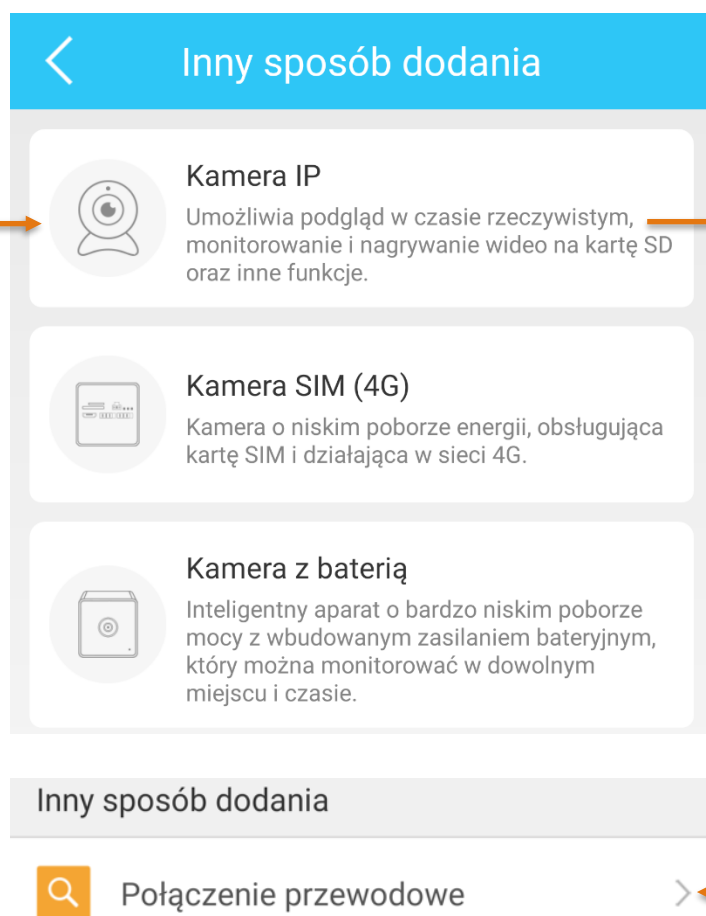 Inny sposób dodania
Kamera IP
Umożliwia podgląd w czasie rzeczywistym,
monitorowanie i nagrywanie wideo na kartę SD
oraz inne funkcje.
Kamera SIM (4G)
Kamera o niskim poborze energii, obsługująca
kartę SIM i działająca w sieci 4G.
Kamera z baterią
Inteligentny aparat o bardzo niskim poborze
mocy z wbudowanym zasilaniem bateryjnym,
który można monitorować w dowolnym
miejscu i czasie.
Inny sposób dodania
Połączenie przewodowe